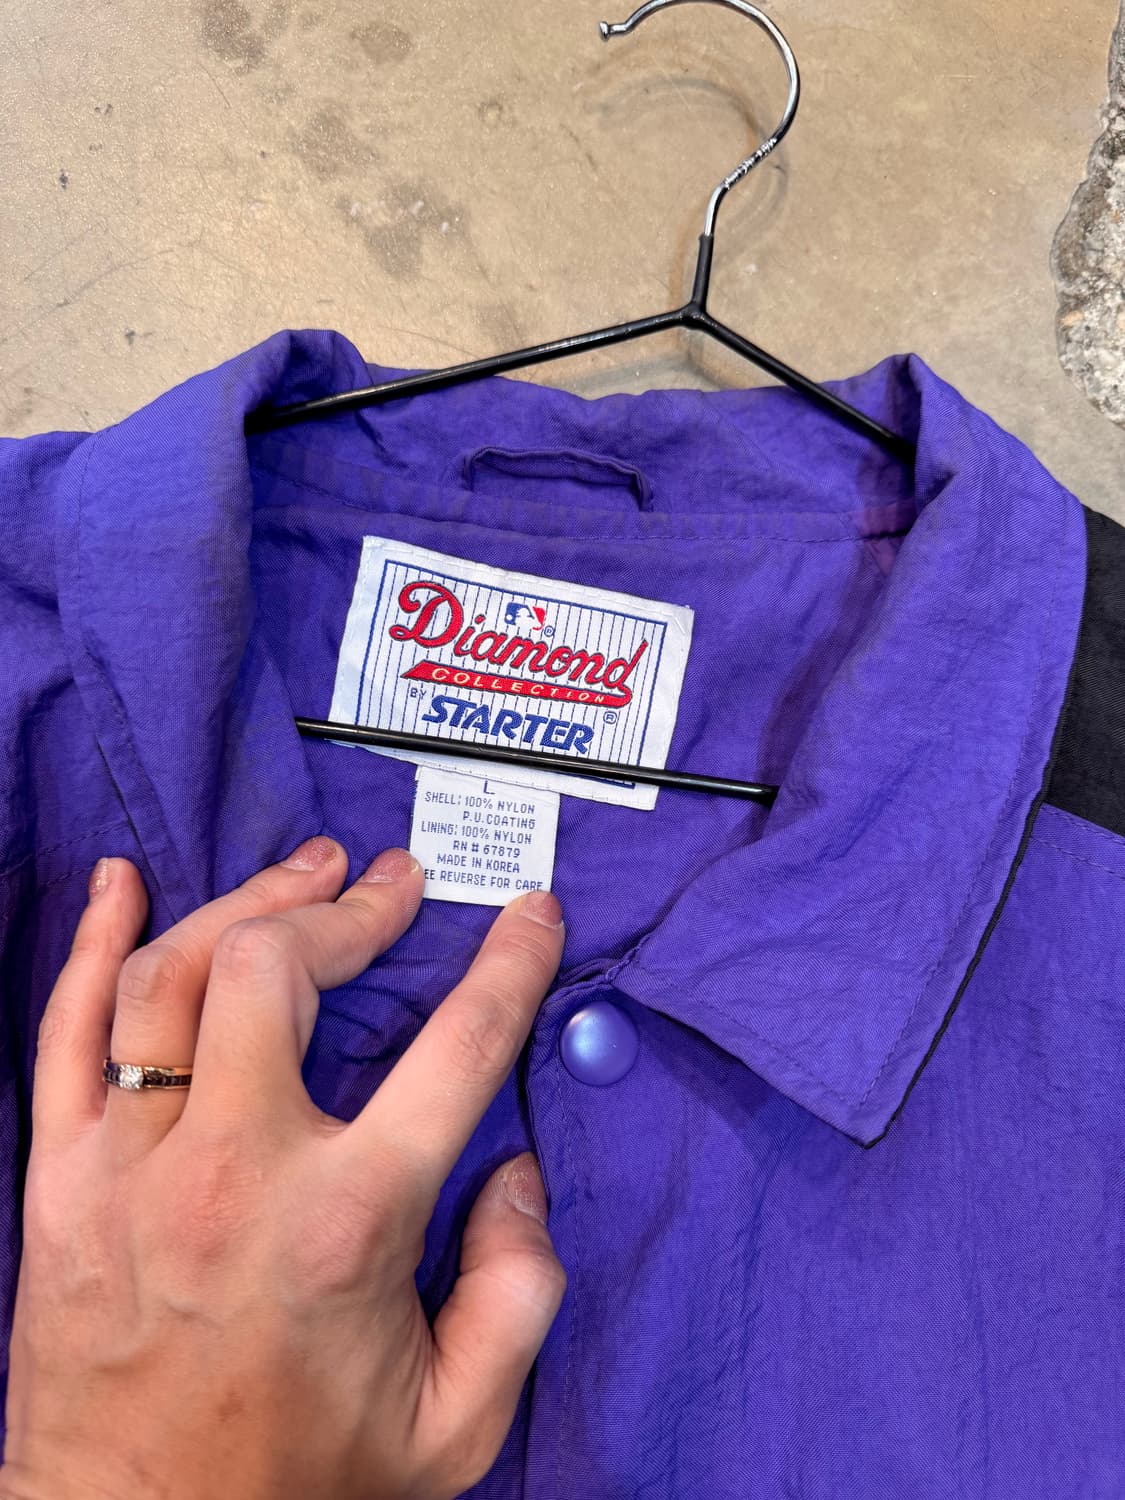 Diamond
COLLECTION
BY STARTER
L
SHELL: 100% NYLON
P.U.COATING
LINING: 100% NYLON
RN # 67879
MADE IN KOREA
EE REVERSE FOR CARE